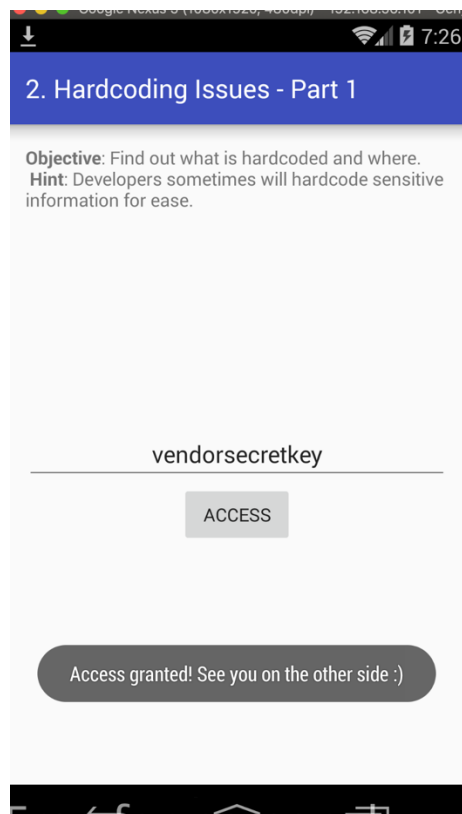 7:26
2. Hardcoding Issues - Part 1
Objective: Find out what is hardcoded and where.
Hint: Developers sometimes will hardcode sensitive
information for ease.
vendorsecretkey
ACCESS
Access granted! See you on the other side :)